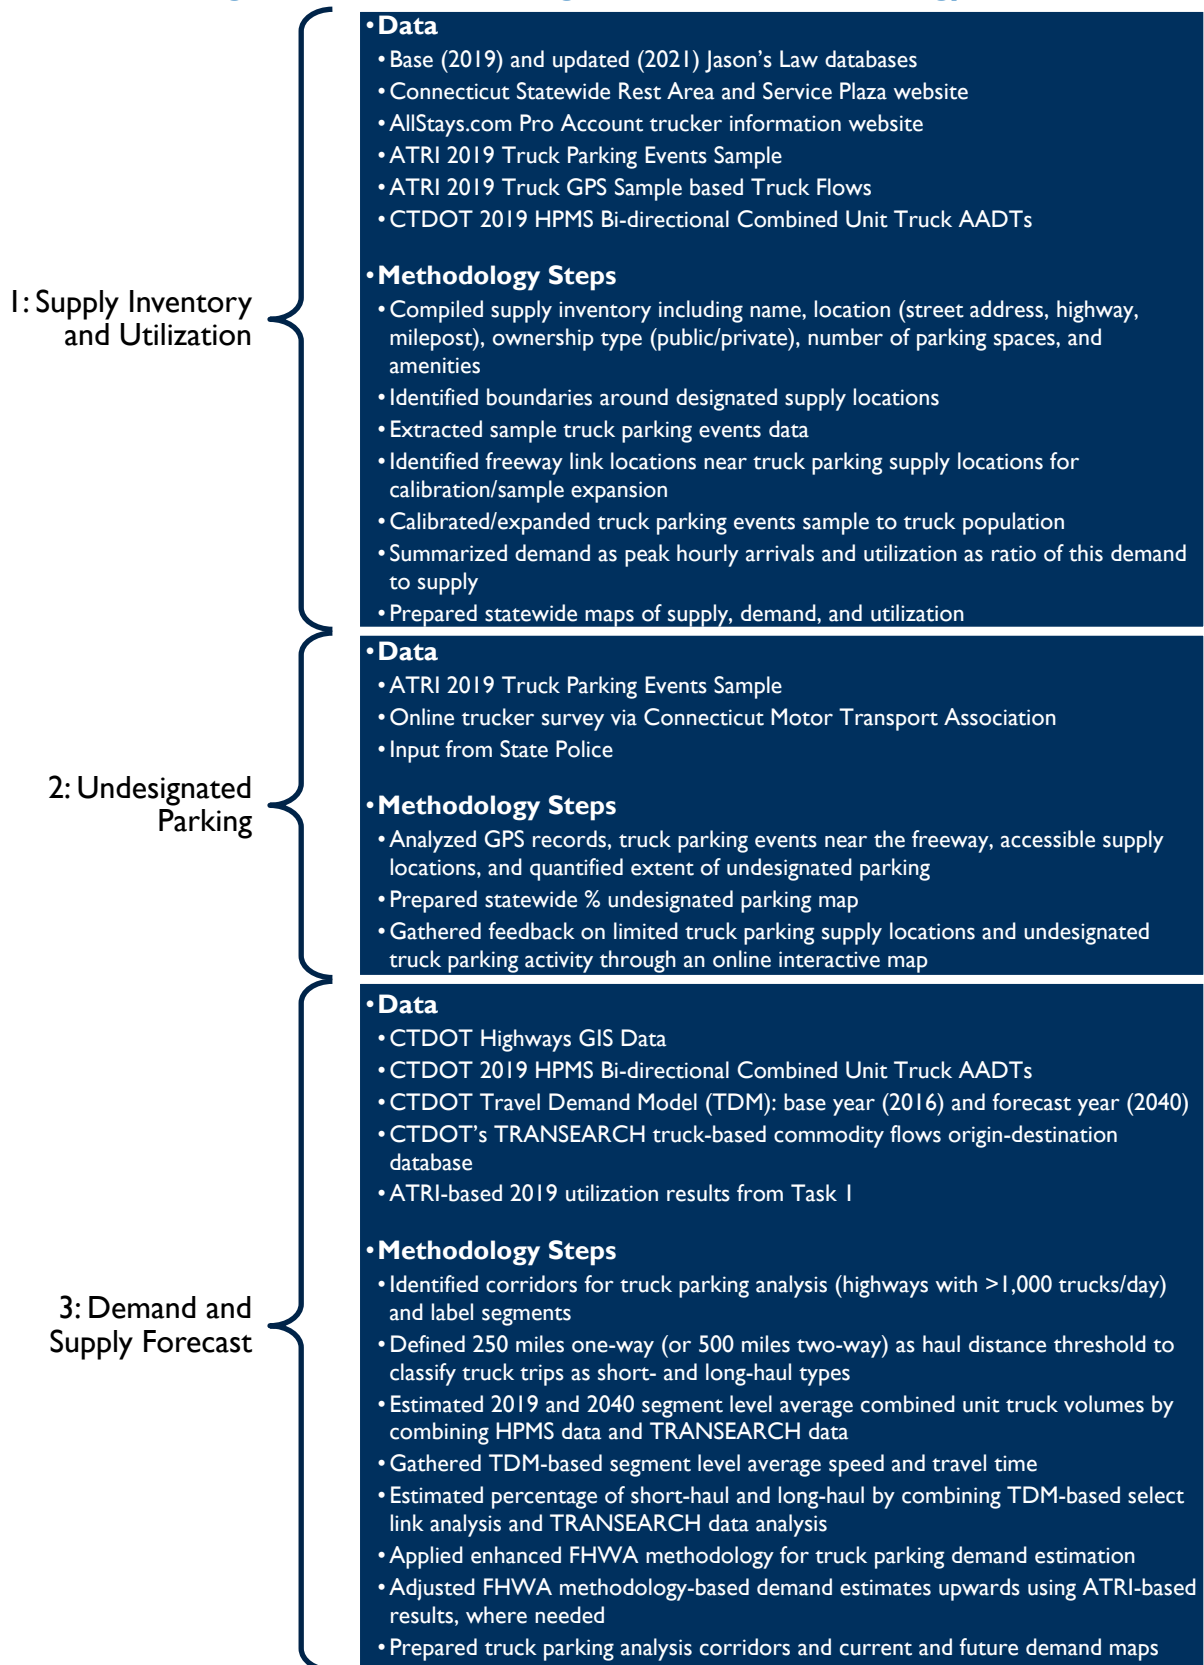 1: Supply Inventory
and Utilization
•Data
•Base (2019) and updated (2021) Jason's Law databases
•Connecticut Statewide Rest Area and Service Plaza website
•AllStays.com Pro Account trucker information website
•ATRI 2019 Truck Parking Events Sample
•ATRI 2019 Truck GPS Sample based Truck Flows
•CTDOT 2019 HPMS Bi-directional Combined Unit Truck AADTs
•Methodology Steps
•Compiled supply inventory including name, location (street address, highway,
milepost), ownership type (public/private), number of parking spaces, and
amenities
•Identified boundaries around designated supply locations
•Extracted sample truck parking events data
•Identified freeway link locations near truck parking supply locations for
calibration/sample expansion
•Calibrated/expanded truck parking events sample to truck population
•Summarized demand as peak hourly arrivals and utilization as ratio of this demand
to supply
•Prepared statewide maps of supply, demand, and utilization
2: Undesignated
Parking
•Data
•ATRI 2019 Truck Parking Events Sample
•Online trucker survey via Connecticut Motor Transport Association
•Input from State Police
•Methodology Steps
•Analyzed GPS records, truck parking events near the freeway, accessible supply
locations, and quantified extent of undesignated parking
•Prepared statewide % undesignated parking map
•Gathered feedback on limited truck parking supply locations and undesignated
truck parking activity through an online interactive map
3: Demand and
Supply Forecast
•Data
•CTDOT Highways GIS Data
•CTDOT 2019 HPMS Bi-directional Combined Unit Truck AADTs
•CTDOT Travel Demand Model (TDM): base year (2016) and forecast year (2040)
•CTDOT's TRANSEARCH truck-based commodity flows origin-destination
database
•ATRI-based 2019 utilization results from Task 1
•Methodology Steps
•Identified corridors for truck parking analysis (highways with >1,000 trucks/day)
and label segments
•Defined 250 miles one-way (or 500 miles two-way) as haul distance threshold to
classify truck trips as short- and long-haul types
•Estimated 2019 and 2040 segment level average combined unit truck volumes by
combining HPMS data and TRANSEARCH data
•Gathered TDM-based segment level average speed and travel time
•Estimated percentage of short-haul and long-haul by combining TDM-based select
link analysis and TRANSEARCH data analysis
•Applied enhanced FHWA methodology for truck parking demand estimation
•Adjusted FHWA methodology-based demand estimates upwards using ATRI-based
results, where needed
•Prepared truck parking analysis corridors and current and future demand maps